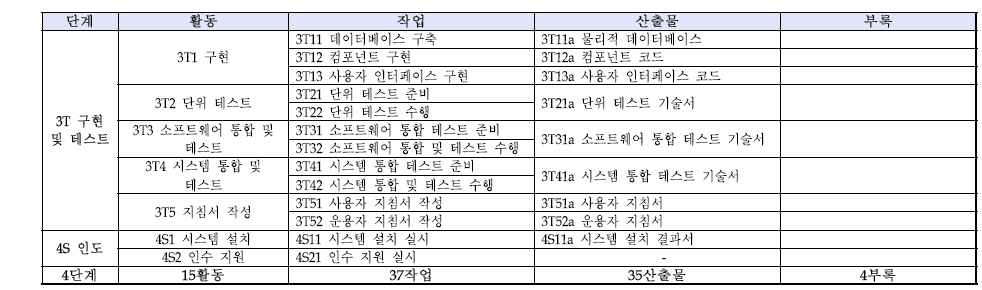 단계 활동 작업 산출물 부록
3T 구현 및 테스트
3T1 구현
3T11 데이터베이스 구축
3T11a 물리적 데이터베이스
3T12 컴포넌트 구현
3T12a 컴포넌트 코드
3T13 사용자 인터페이스 구현
3T13a 사용자 인터페이스 코드
3T2 단위 테스트
3T21 단위 테스트 준비
3T22 단위 테스트 수행
3T21a 단위 테스트 기술서
3T3 소프트웨어 통합 및
테스트
3T31 소프트웨어 통합 테스트 준비
3T32 소프트웨어 통합 및 테스트 수행
3T31a 소프트웨어 통합 테스트 기술서
3T4 시스템 통합 및
테스트
3T41 시스템 통합 테스트 준비
3T42 시스템 통합 및 테스트 수행
3T41a 시스템 통합 테스트 기술서
3T5 지침서 작성
3T51 사용자 지침서 작성
3T51a 사용자 지침서
3T52 운용자 지침서 작성
3T52a 운용자 지침서
4S 인도
4S1 시스템 설치
4S11 시스템 설치 실시
4S11a 시스템 설치 결과서
4S2 인수 지원
4S21 인수 지원 실시
-
4단계 15활동 37작업 35산출물 4부록